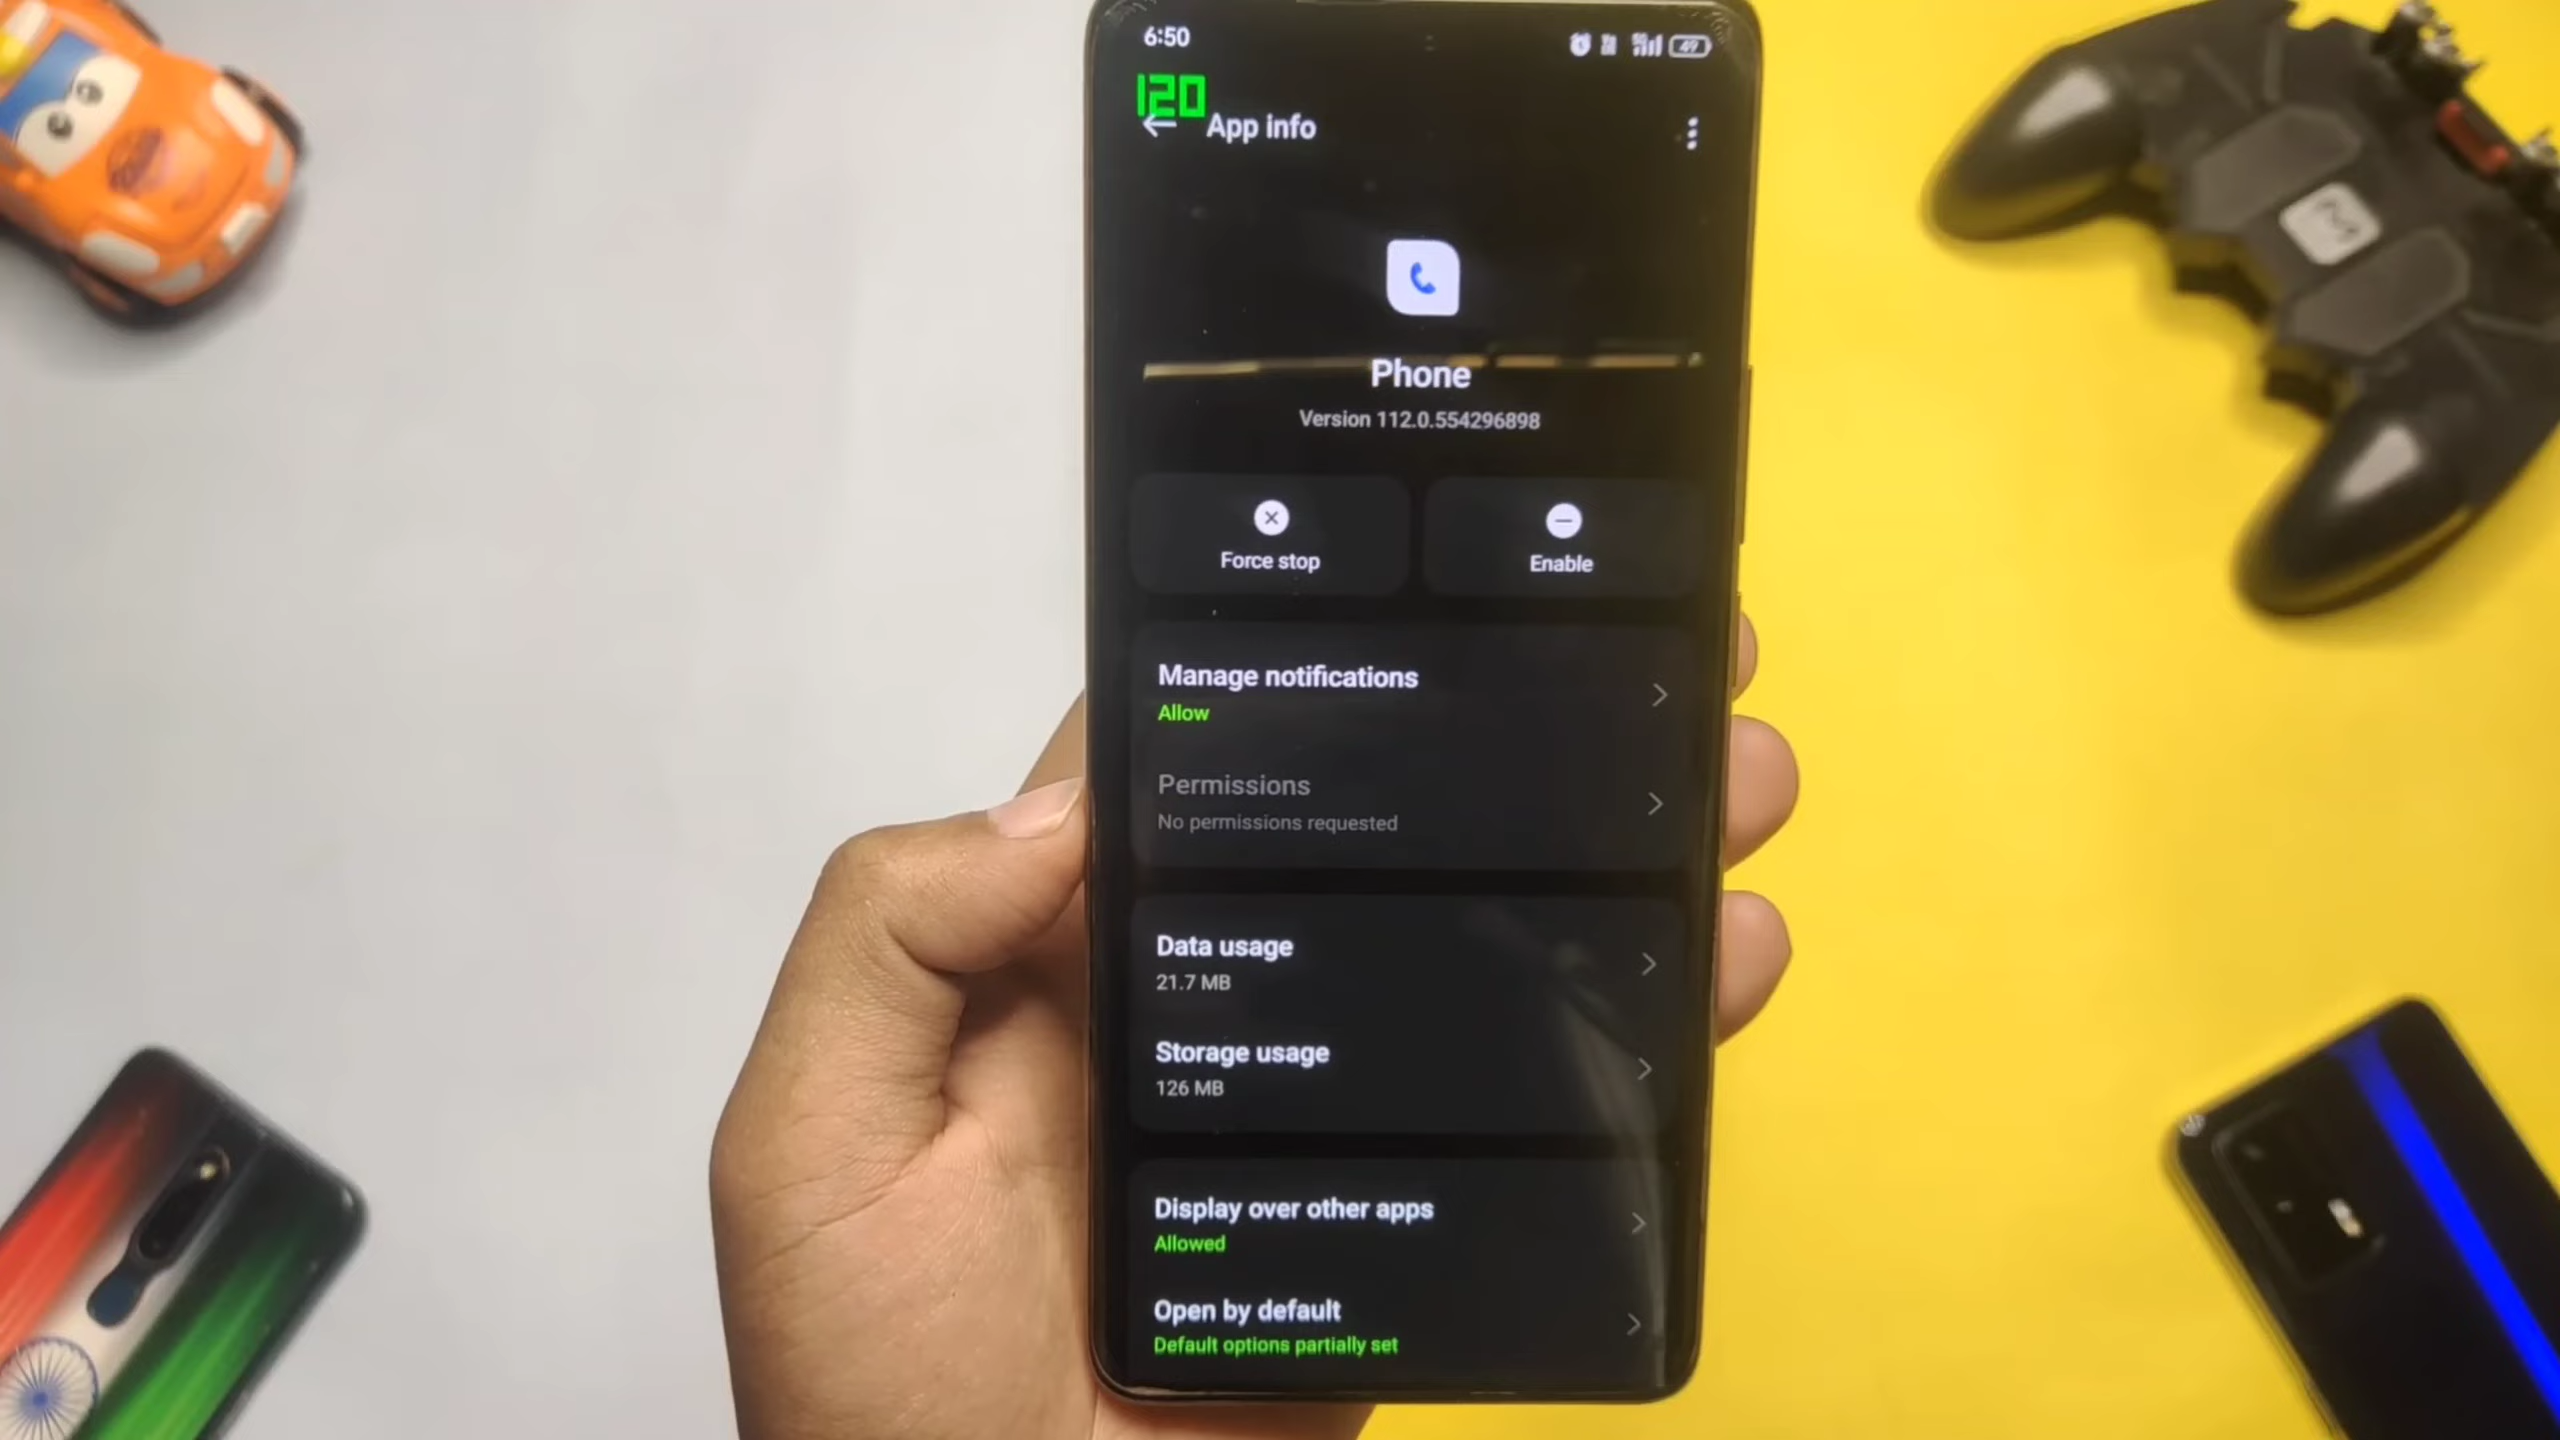 6:50
49
120
App info
Phone
Version 112.0.554296898
Force stop
Enable
Manage notifications
Allow
Permissions
No permissions requested
Data usage
21.7 MB
Storage usage
126 MB
Display over other apps
Allowed
Open by default
Default options partially set